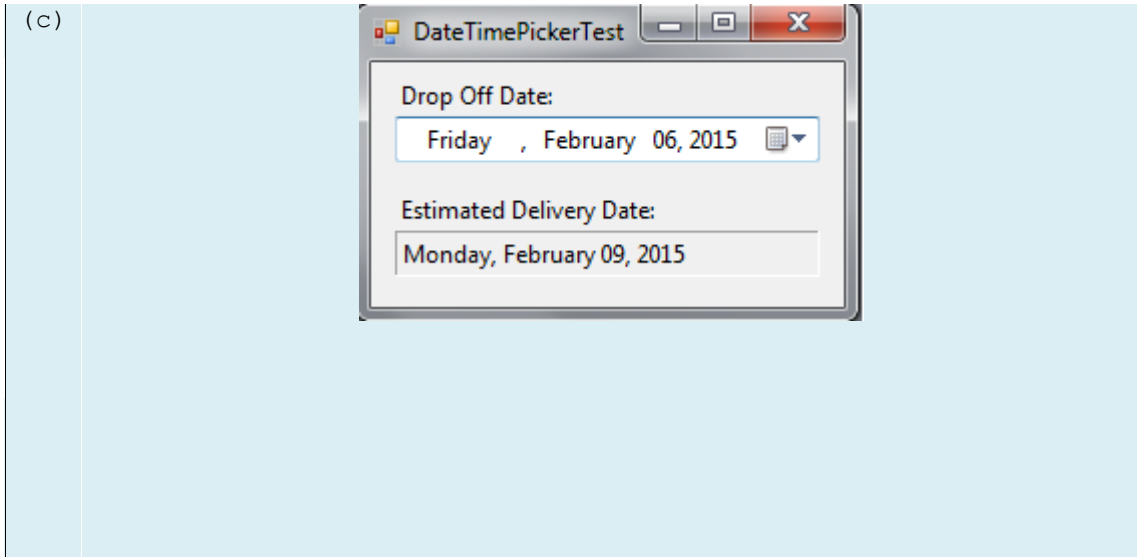 (c)
DateTimePickerTest
Drop Off Date:
Friday , February 06, 2015
Estimated Delivery Date:
Monday, February 09, 2015